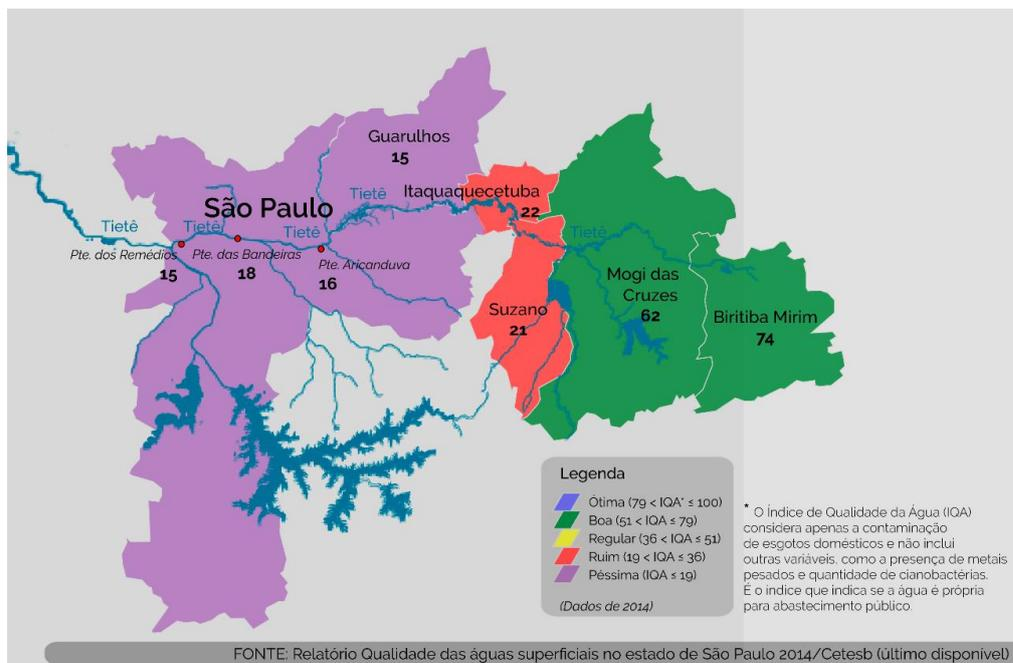 Guarulhos
15
Itaquaquecetuba
22
Tietê
São Paulo
Tietê
Tietê
Tietê
Tietê
Pte. dos Remédios
15
Pte. das Bandeiras
18
Pte. Aricanduva
16
Suzano
21
Mogi das
Cruzes
62
Biritiba Mirim
74
Legenda
Ótima (79 < IQA* ≤ 100)
Boa (51 < IQA ≤ 79)
Regular (36 < IQA ≤ 51)
Ruim (19 < IQA ≤ 36)
Péssima (IQA ≤ 19)
(Dados de 2014)
* O Índice de Qualidade da Água (IQA)
considera apenas a contaminação
de esgotos domésticos e não inclui
outras variáveis, como a presença de metais
pesados e quantidade de cianobactérias.
É o índice que indica se a água é própria
para abastecimento público.
FONTE: Relatório Qualidade das águas superficiais no estado de São Paulo 2014/Cetesb (último disponível)